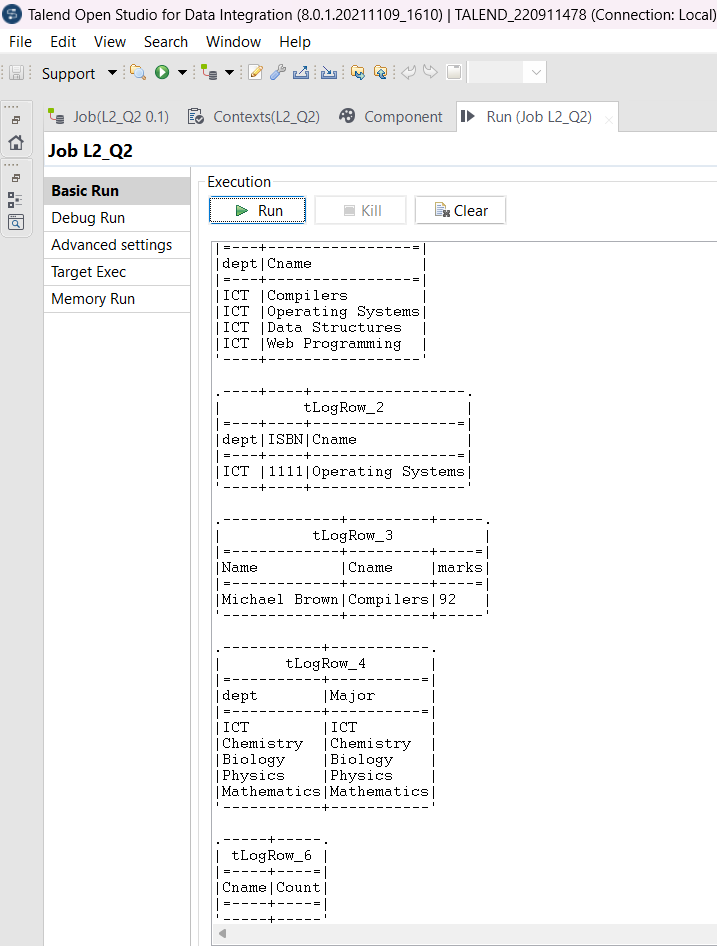 Talend Open Studio for Data Integration (8.0.1.20211109_1610) | TALEND_220911478 (Connection: Local)
File Edit View Search Window Help
Support
Job(L2_Q2 0.1) Contexts(L2_Q2) Component Run (Job L2_Q2)
Job L2_Q2
Basic Run
Debug Run
Advanced settings
Target Exec
Memory Run
Execution
Run Kill Clear
|=----+-----------------=|
|dept|Cname            |
|=----+-----------------=|
|ICT |Compilers        |
|ICT |Operating Systems|
|ICT |Data Structures  |
|ICT |Web Programming  |
'----+-----------------'
.----+----+-----------------.
|         tLogRow_2         |
|=---+----+----------------=|
|dept|ISBN|Cname            |
|=---+----+----------------=|
|ICT |1111|Operating Systems|
'----+----+-----------------'
.-------------+---------+-----.
|          tLogRow_3          |
|=------------+---------+----=|
|Name         |Cname    |marks|
|=------------+---------+----=|
|Michael Brown|Compilers|92   |
'-------------+---------+-----'
.-----------+-----------.
|       tLogRow_4       |
|=----------+----------=|
|dept       |Major      |
|=----------+----------=|
|ICT        |ICT        |
|Chemistry  |Chemistry  |
|Biology    |Biology    |
|Physics    |Physics    |
|Mathematics|Mathematics|
'-----------+-----------'
.-----+-----.
| tLogRow_6 |
|=----+----=|
|Cname|Count|
|=----+----=|
'-----+-----'